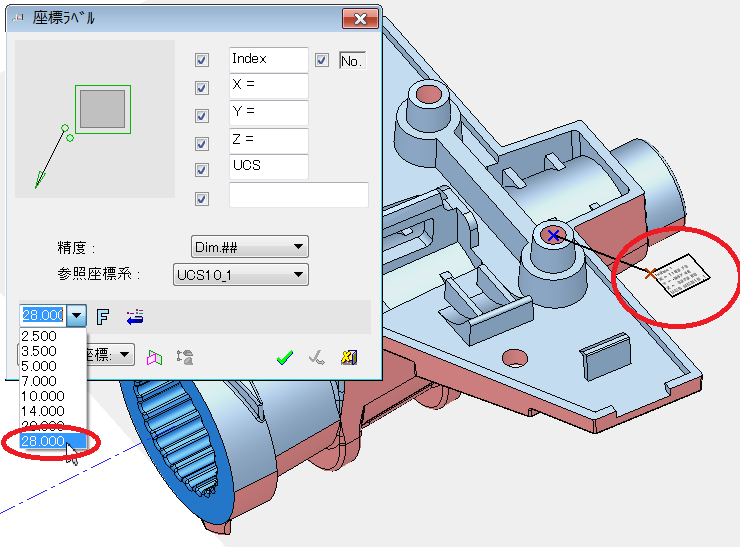 座標ﾗﾍﾞﾙ
Index
No.
X =
Y =
Z =
UCS
精度 :
Dim.##
参照座標系 :
UCS10_1
28.000
F
2.500
3.500
5.000
7.000
座標:
10.000
14.000
20.000
28.000